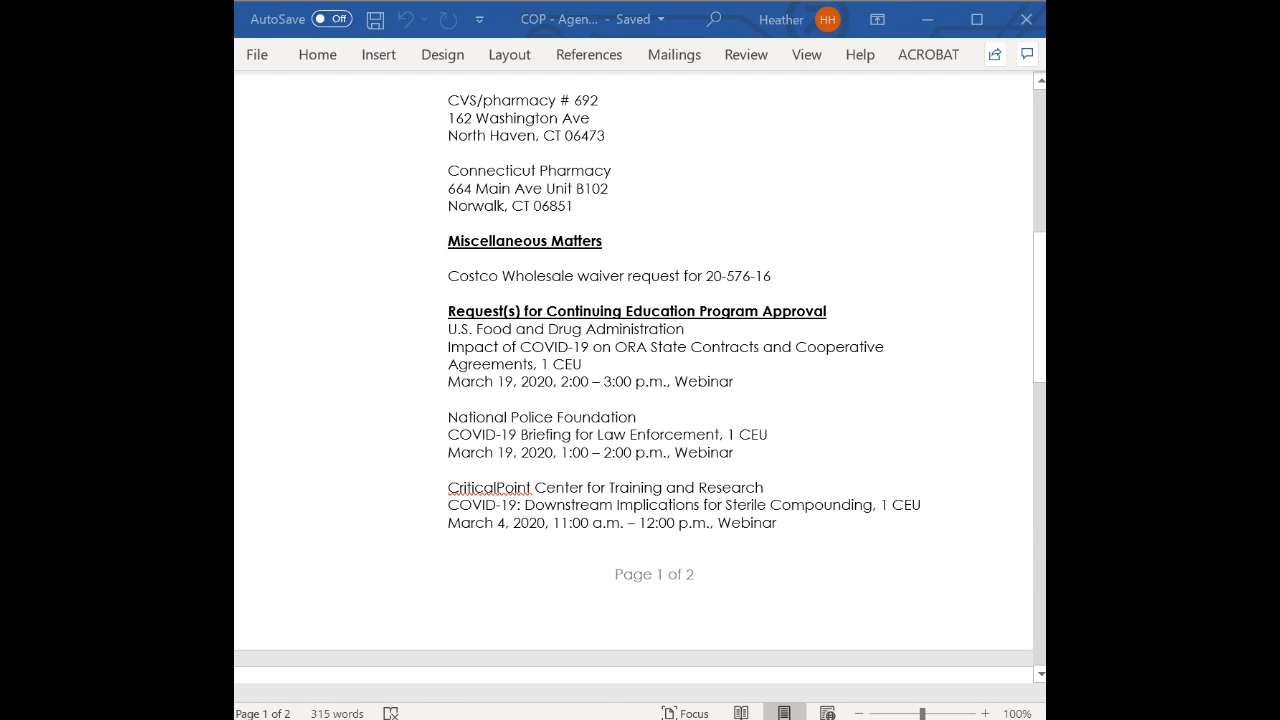 AutoSave Off COP - Agen... - Saved Heather HH
File Home Insert Design Layout References Mailings Review View Help ACROBAT
CVS/pharmacy # 692
162 Washington Ave
North Haven, CT 06473
Connecticut Pharmacy
664 Main Ave Unit B102
Norwalk, CT 06851
Miscellaneous Matters
Costco Wholesale waiver request for 20-576-16
Request(s) for Continuing Education Program Approval
U.S. Food and Drug Administration
Impact of COVID-19 on ORA State Contracts and Cooperative
Agreements, 1 CEU
March 19, 2020, 2:00 – 3:00 p.m., Webinar
National Police Foundation
COVID-19 Briefing for Law Enforcement, 1 CEU
March 19, 2020, 1:00 – 2:00 p.m., Webinar
CriticalPoint Center for Training and Research
COVID-19: Downstream Implications for Sterile Compounding, 1 CEU
March 4, 2020, 11:00 a.m. – 12:00 p.m., Webinar
Page 1 of 2
Page 1 of 2 315 words Focus 100%